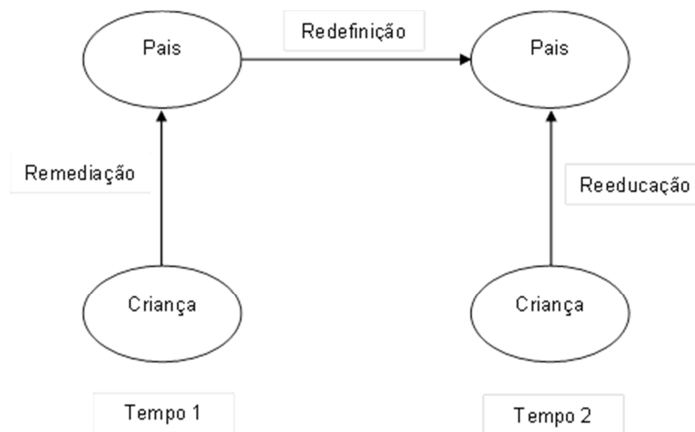 Pais
Redefinição
Pais
Remediação
Reeducação
Criança
Criança
Tempo 1
Tempo 2